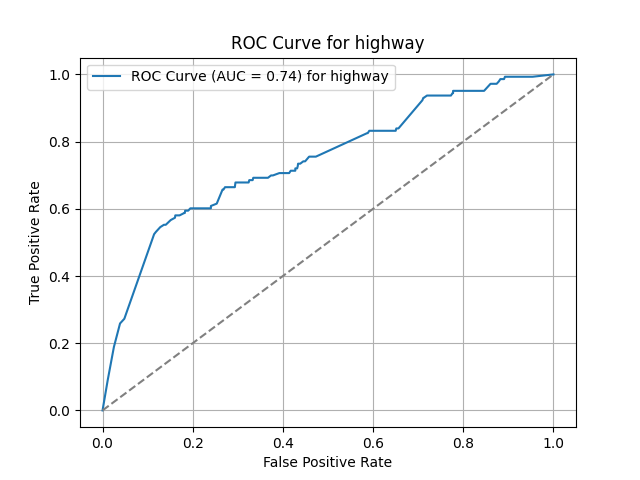 ROC Curve for highway
ROC Curve (AUC = 0.74) for highway
True Positive Rate
1.0
0.8
0.6
0.4
0.2
0.0
0.0 0.2 0.4 0.6 0.8 1.0
False Positive Rate